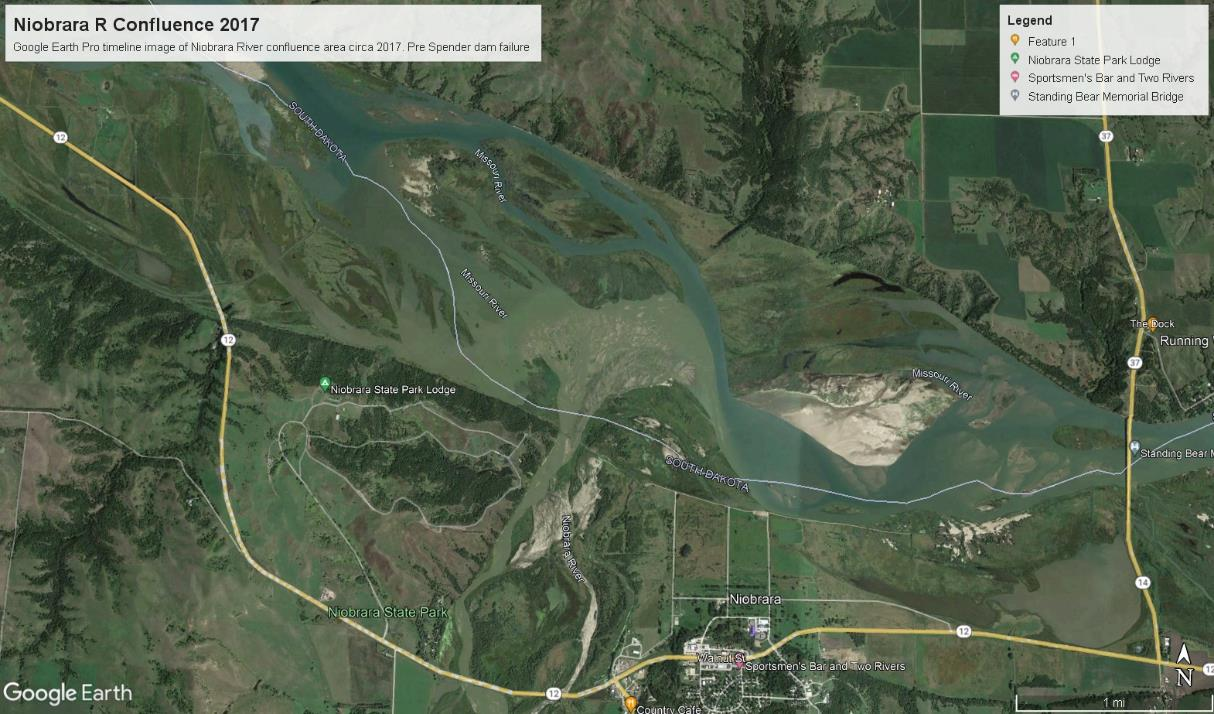 Niobrara R Confluence 2017
Google Earth Pro timeline image of Niobrara River confluence area circa 2017. Pre Spender dam failure
Legend
Feature 1
Niobrara State Park Lodge
Sportsmen's Bar and Two Rivers
Standing Bear Memorial Bridge
12
SOUTH DAKOTA
Missouri River
37
Missouri River
12
The Dock
Running
37
Missouri River
Niobrara State Park Lodge
Standing Bear M
SOUTH DAKOTA
Niobrara River
14
Niobrara
Niobrara State Park
12
Walnut St
Sportsmen's Bar and Two Rivers
12
12
N
Google Earth
Country Cafe
1 mi